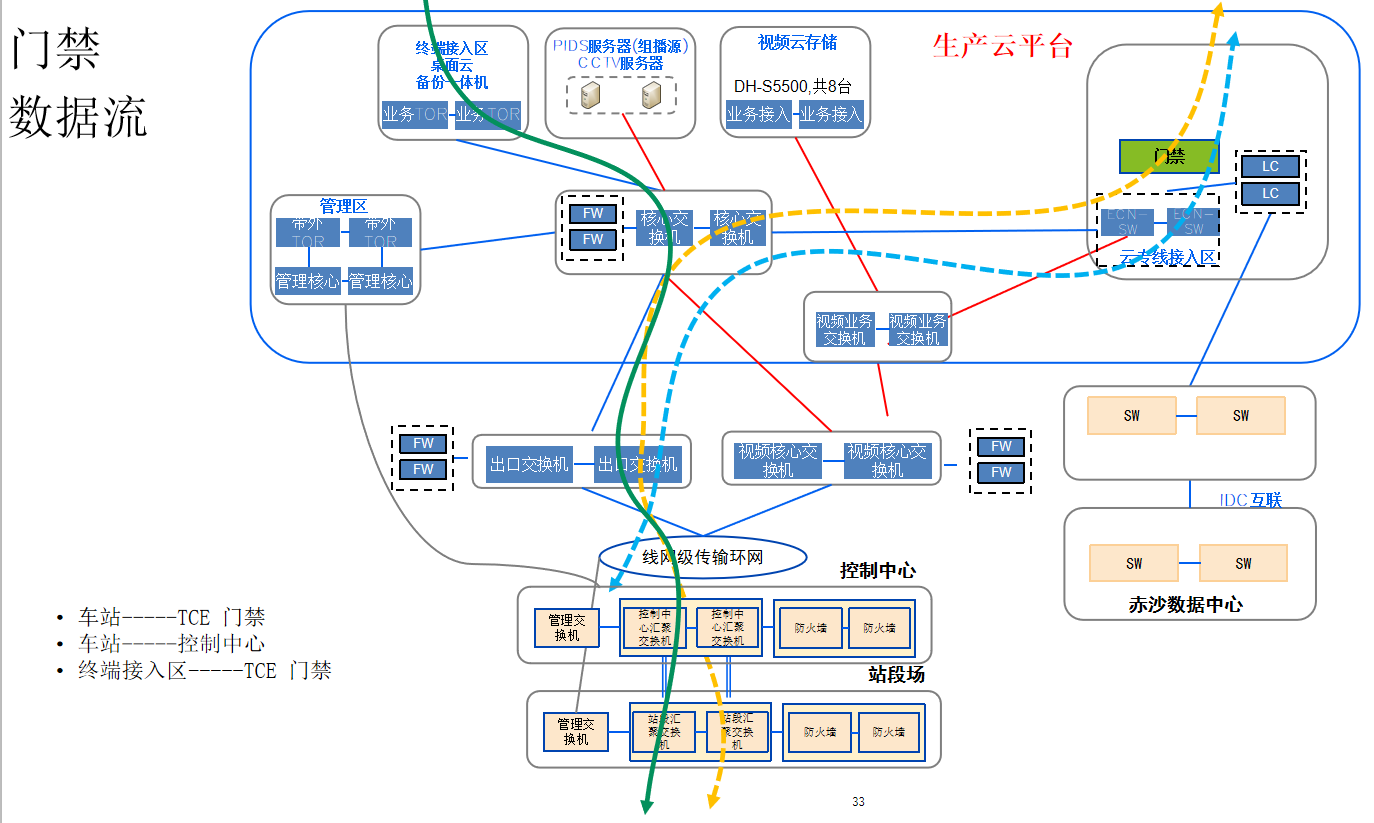 门禁
数据流
生产云平台
终端接入区
桌面云
备份一体机
业务TOR
业务TOR
PIDS服务器(组播源)
CCTV服务器
视频云存储
DH-S5500,共8台
业务接入
业务接入
门禁
LC
LC
ECN-
SW
ECN-
SW
云专线接入区
管理区
带外
TOR
带外
TOR
管理核心
管理核心
FW
FW
核心交
换机
核心交
换机
视频业务
交换机
视频业务
交换机
FW
FW
出口交换机
出口交换机
视频核心交
换机
视频核心交
换机
FW
FW
SW
SW
IDC互联
SW
SW
赤沙数据中心
线网级传输环网
控制中心
管理交
换机
控制中
心汇聚
交换机
控制中
心汇聚
交换机
防火墙
防火墙
站段场
管理交
换机
站段汇
聚交换
机
站段汇
聚交换
机
防火墙
防火墙
• 车站-----TCE 门禁
• 车站-----控制中心
• 终端接入区-----TCE 门禁
33